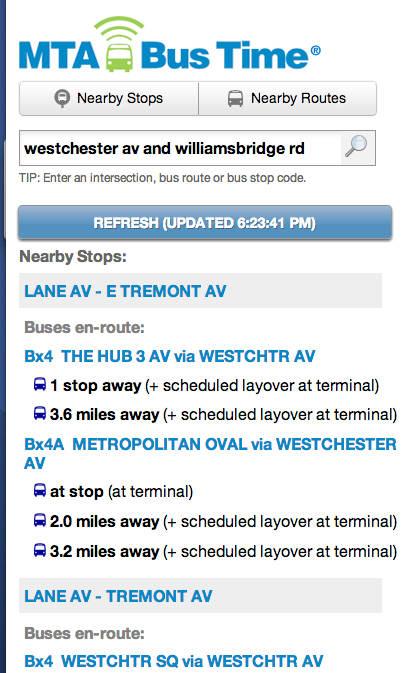 MTA Bus Time®
Nearby Stops
Nearby Routes
westchester av and williamsbridge rd
TIP: Enter an intersection, bus route or bus stop code.
REFRESH (UPDATED 6:23:41 PM)
Nearby Stops:
LANE AV - E TREMONT AV
Buses en-route:
Bx4 THE HUB 3 AV via WESTCHTR AV
1 stop away (+ scheduled layover at terminal)
3.6 miles away (+ scheduled layover at terminal)
Bx4A METROPOLITAN OVAL via WESTCHESTER
AV
at stop (at terminal)
2.0 miles away (+ scheduled layover at terminal)
3.2 miles away (+ scheduled layover at terminal)
LANE AV - TREMONT AV
Buses en-route:
Bx4 WESTCHTR SQ via WESTCHTR AV